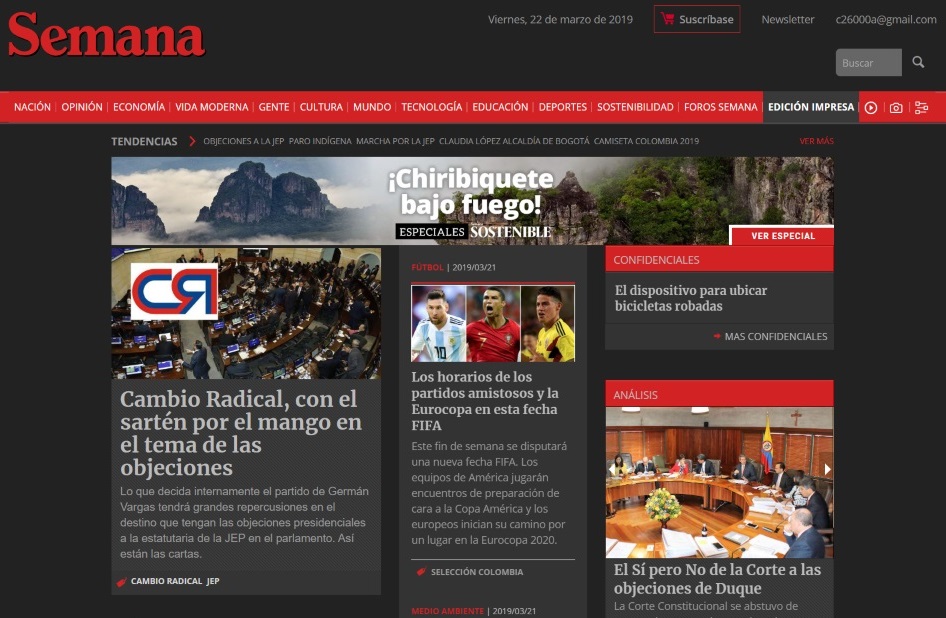 Semana
Viernes, 22 de marzo de 2019
Suscríbase
Newsletter
c26000a@gmail.com
Buscar
NACIÓN | OPINIÓN | ECONOMÍA | VIDA MODERNA | GENTE | CULTURA | MUNDO | TECNOLOGÍA | EDUCACIÓN | DEPORTES | SOSTENIBILIDAD | FOROS SEMANA | EDICIÓN IMPRESA
TENDENCIAS
OBJECIONES A LA JEP PARO INDÍGENA MARCHA POR LA JEP CLAUDIA LÓPEZ ALCALDÍA DE BOGOTÁ CAMISETA COLOMBIA 2019
VER MÁS
¡Chiribiquete
bajo fuego!
ESPECIALES SOSTENIBLE
VER ESPECIAL
CR
Cambio Radical, con el
sartén por el mango en
el tema de las
objeciones
Lo que decida internamente el partido de Germán
Vargas tendrá grandes repercusiones en el
destino que tengan las objeciones presidenciales
a la estatutaria de la JEP en el parlamento. Así
están las cartas.
CAMBIO RADICAL JEP
FÚTBOL | 2019/03/21
10
Los horarios de los
partidos amistosos y la
Eurocopa en esta fecha
FIFA
Este fin de semana se disputará
una nueva fecha FIFA. Los
equipos de América jugarán
encuentros de preparación de
cara a la Copa América y los
europeos inician su camino por
un lugar en la Eurocopa 2020.
SELECCIÓN COLOMBIA
MEDIO AMBIENTE | 2019/03/21
CONFIDENCIALES
El dispositivo para ubicar
bicicletas robadas
MAS CONFIDENCIALES
ANÁLISIS
El Sí pero No de la Corte a las
objeciones de Duque
La Corte Constitucional se abstuvo de